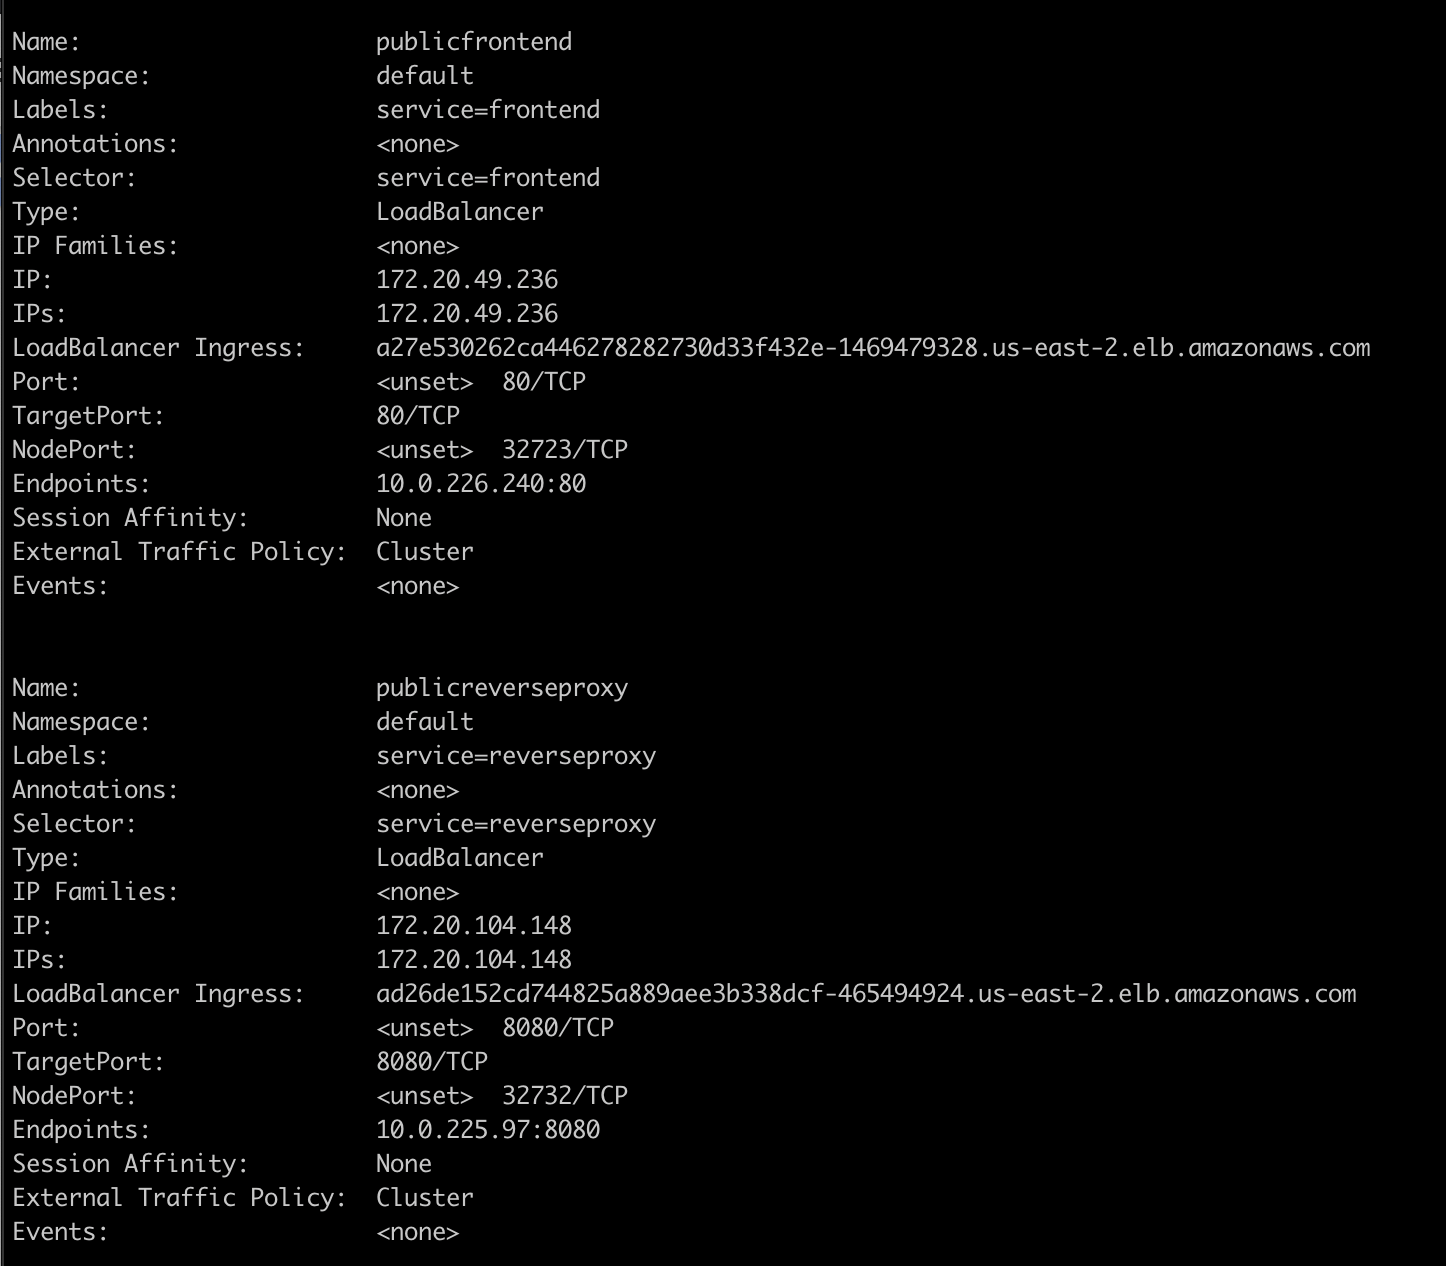 Name:                     publicfrontend
Namespace:                default
Labels:                   service=frontend
Annotations:              <none>
Selector:                 service=frontend
Type:                     LoadBalancer
IP Families:              <none>
IP:                       172.20.49.236
IPs:                      172.20.49.236
LoadBalancer Ingress:     a27e530262ca446278282730d33f432e-1469479328.us-east-2.elb.amazonaws.com
Port:                     <unset>  80/TCP
TargetPort:               80/TCP
NodePort:                 <unset>  32723/TCP
Endpoints:                10.0.226.240:80
Session Affinity:         None
External Traffic Policy:  Cluster
Events:                   <none>
Name:                     publicreverseproxy
Namespace:                default
Labels:                   service=reverseproxy
Annotations:              <none>
Selector:                 service=reverseproxy
Type:                     LoadBalancer
IP Families:              <none>
IP:                       172.20.104.148
IPs:                      172.20.104.148
LoadBalancer Ingress:     ad26de152cd744825a889aee3b338dcf-465494924.us-east-2.elb.amazonaws.com
Port:                     <unset>  8080/TCP
TargetPort:               8080/TCP
NodePort:                 <unset>  32732/TCP
Endpoints:                10.0.225.97:8080
Session Affinity:         None
External Traffic Policy:  Cluster
Events:                   <none>